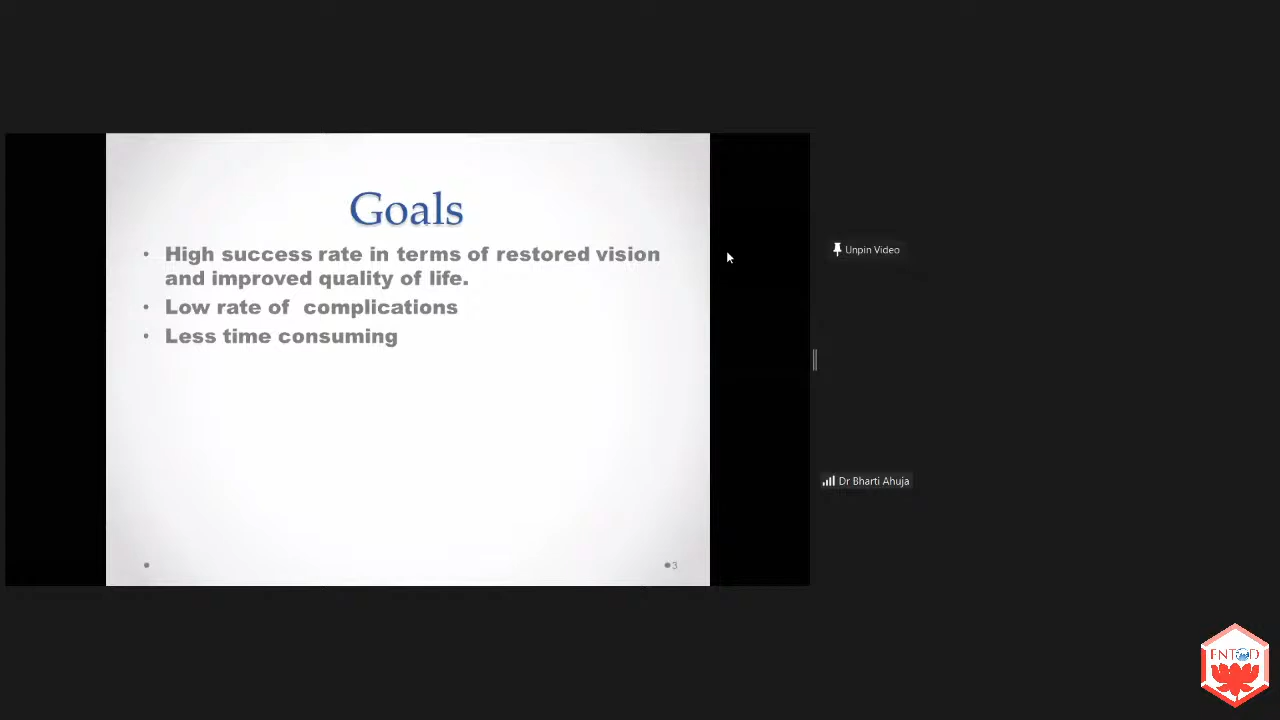 Goals
• High success rate in terms of restored vision
and improved quality of life.
• Low rate of complications
• Less time consuming
3
Unpin Video
Dr Bharti Ahuja
ENTOD